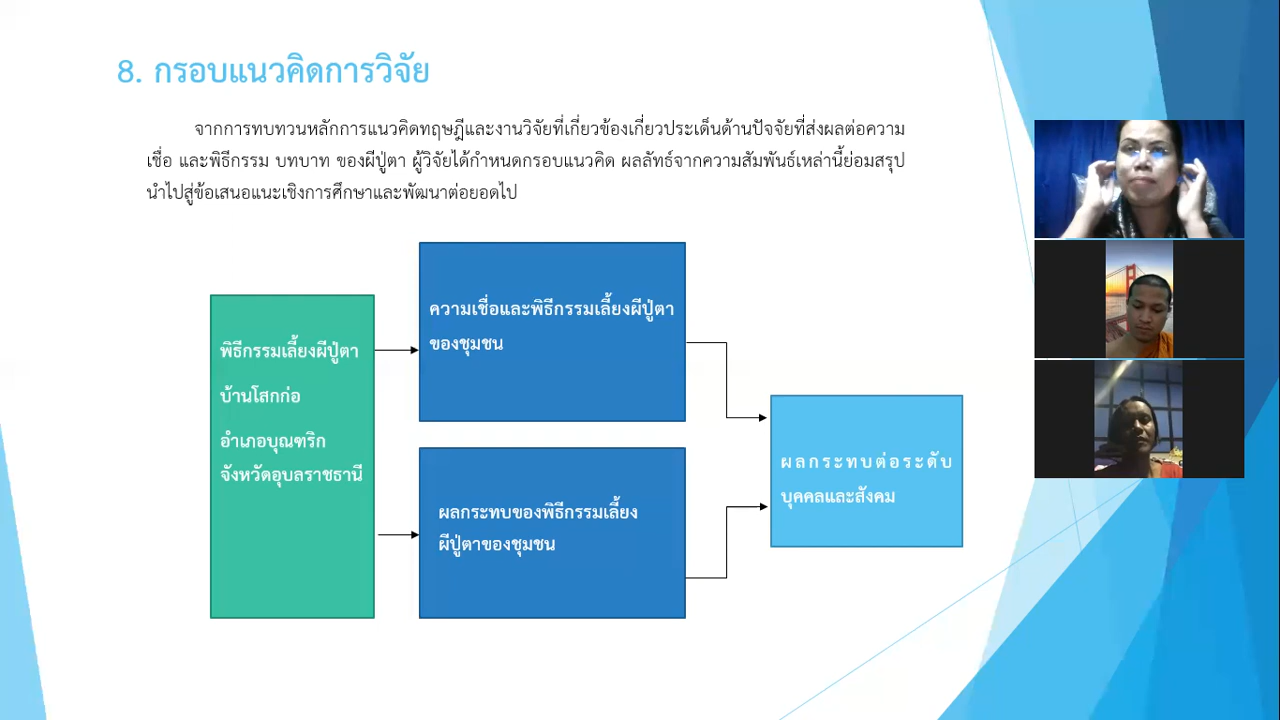 8. กรอบแนวคิดการวิจัย
จากการทบทวนหลักการแนวคิดทฤษฎีและงานวิจัยที่เกี่ยวข้องเกี่ยวประเด็นด้านปัจจัยที่ส่งผลต่อความ
เชื่อ และพิธีกรรม บทบาท ของผีปู่ตา ผู้วิจัยได้กำหนดกรอบแนวคิด ผลลัทธ์จากความสัมพันธ์เหล่านี้ย่อมสรุป
นำไปสู่ข้อเสนอแนะเชิงการศึกษาและพัฒนาต่อยอดไป
พิธีกรรมเลี้ยงผีปู่ตา
บ้านโสกก่อ
อำเภอบุณฑริก
จังหวัดอุบลราชธานี
ความเชื่อและพิธีกรรมเลี้ยงผีปู่ตา
ของชุมชน
ผลกระทบของพิธีกรรมเลี้ยง
ผีปู่ตาของชุมชน
ผลกระทบต่อระดับ
บุคคลและสังคม